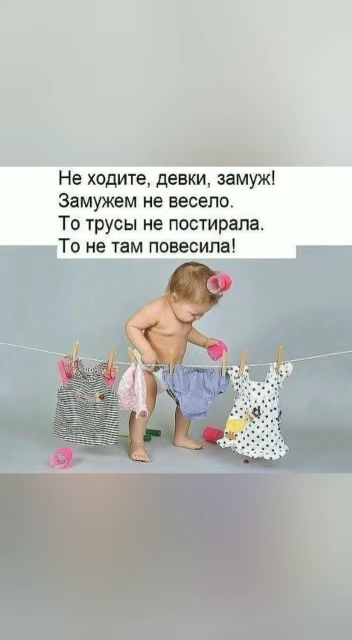 Не ходите, девки, замуж!
Замужем не весело.
То трусы не постирала.
То не там повесила!